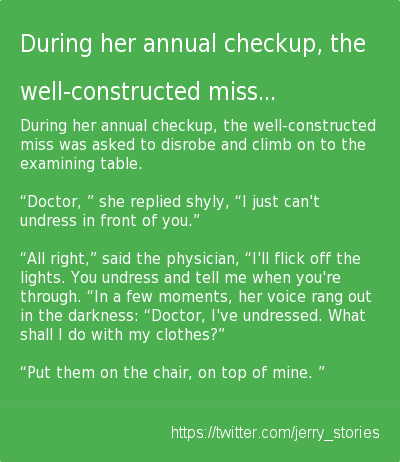 During her annual checkup, the
well-constructed miss...
During her annual checkup, the well-constructed
miss was asked to disrobe and climb on to the
examining table.
“Doctor, ” she replied shyly, “I just can't
undress in front of you.”
“All right,” said the physician, “I'll flick off the
lights. You undress and tell me when you're
through. “In a few moments, her voice rang out
in the darkness: “Doctor, I've undressed. What
shall I do with my clothes?”
“Put them on the chair, on top of mine. ”
https://twitter.com/jerry_stories